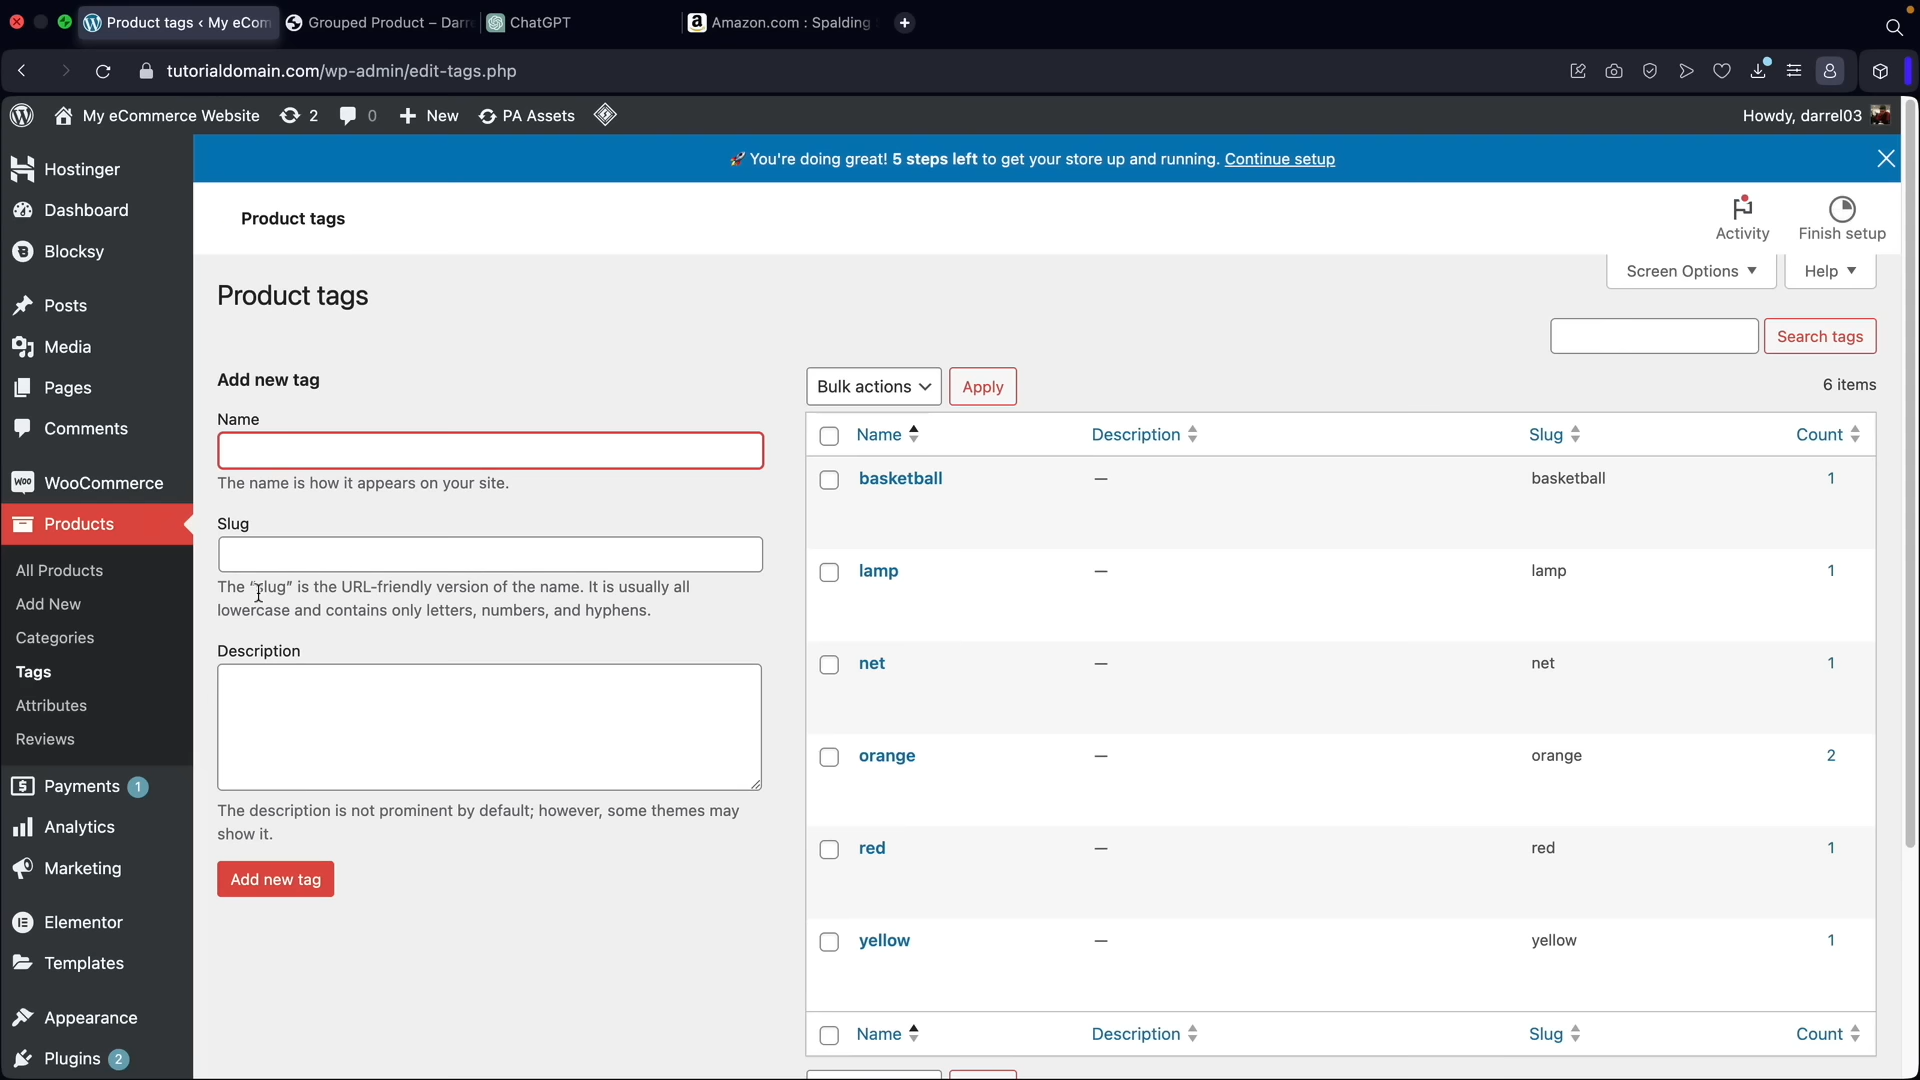 Product tags ‹ My eCom
Grouped Product – Darre
ChatGPT
Amazon.com : Spalding
tutorialdomain.com/wp-admin/edit-tags.php
My eCommerce Website
2
0
New
PA Assets
Howdy, darrel03
Hostinger
Dashboard
Blocksy
Posts
Media
Pages
Comments
WooCommerce
Products
All Products
Add New
Categories
Tags
Attributes
Reviews
Payments 1
Analytics
Marketing
Elementor
Templates
Appearance
Plugins 2
🚀 You're doing great! 5 steps left to get your store up and running. Continue setup
Product tags
Activity
Finish setup
Screen Options
Help
Product tags
Search tags
Add new tag
Name
The name is how it appears on your site.
Slug
The “slug” is the URL-friendly version of the name. It is usually all
lowercase and contains only letters, numbers, and hyphens.
Description
The description is not prominent by default; however, some themes may
show it.
Add new tag
Bulk actions
Apply
6 items
Name Description Slug Count
basketball — basketball 1
lamp — lamp 1
net — net 1
orange — orange 2
red — red 1
yellow — yellow 1
Name Description Slug Count